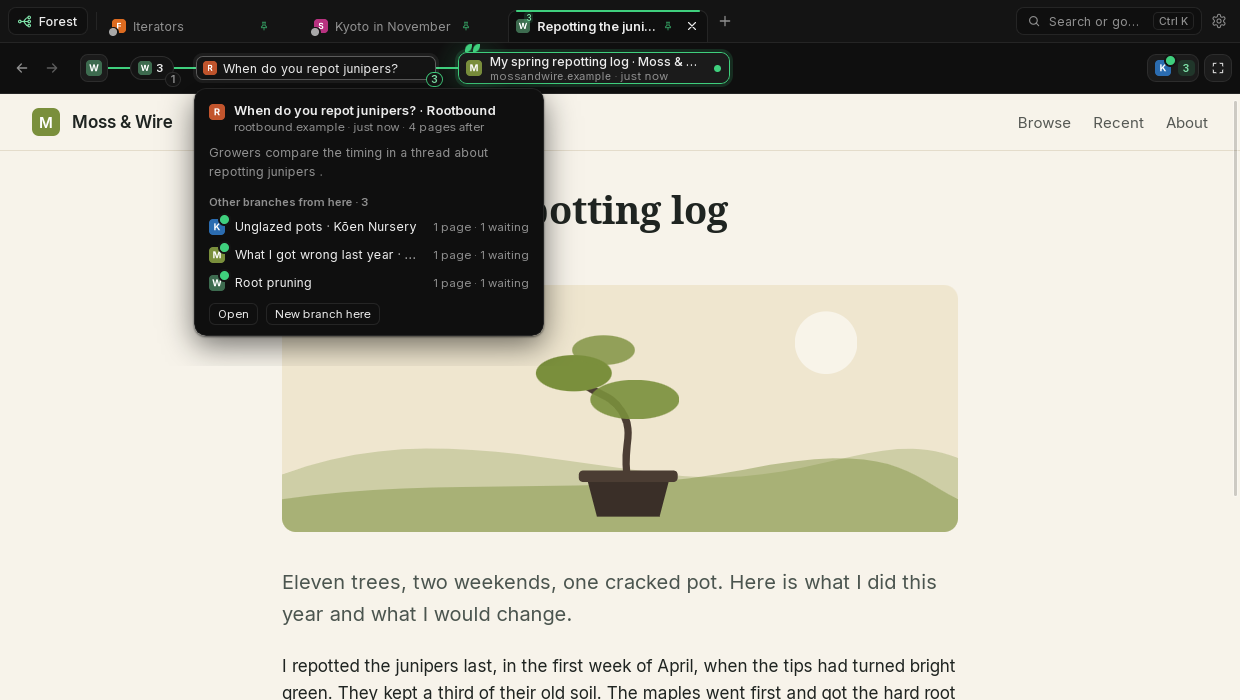 Forest
F Iterators
S Kyoto in November
W 3 Repotting the juni...
Search or go... Ctrl K
W
W 3
1
R When do you repot junipers?
3
M My spring repotting log · Moss & ...
mossandwire.example · just now
K 3
M Moss & Wire
Browse Recent About
R When do you repot junipers? · Rootbound
rootbound.example · just now · 4 pages after
Growers compare the timing in a thread about
repotting junipers .
Other branches from here · 3
K Unglazed pots · Kōen Nursery 1 page · 1 waiting
M What I got wrong last year · ... 1 page · 1 waiting
W Root pruning 1 page · 1 waiting
Open New branch here
otting log
Eleven trees, two weekends, one cracked pot. Here is what I did this
year and what I would change.
I repotted the junipers last, in the first week of April, when the tips had turned bright
green. They kept a third of their old soil. The maples went first and got the hard root